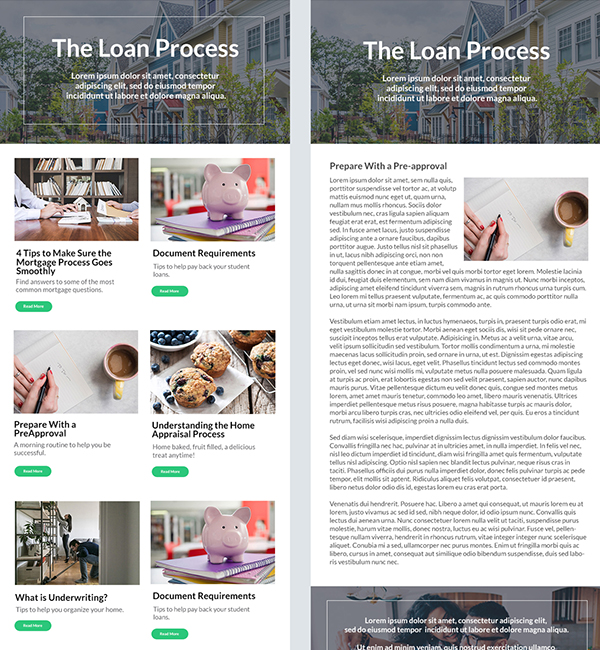 The Loan Process
Lorem ipsum dolor sit amet, consectetur
adipiscing elit, sed do eiusmod tempor
incididunt ut labore et dolore magna aliqua.
4 Tips to Make Sure the
Mortgage Process Goes
Smoothly
Find answers to some of the most
common mortgage questions.
Read More
Document Requirements
Tips to help pay back your student
loans.
Read More
Prepare With a
PreApproval
A morning routine to help you be
successful.
Read More
Understanding the Home
Appraisal Process
Home baked, fruit filled, a delicious
treat anytime!
Read More
What is Underwriting?
Tips to help you organize your home.
Read More
Document Requirements
Tips to help pay back your student
loans.
Read More
The Loan Process
Lorem ipsum dolor sit amet, consectetur
adipiscing elit, sed do eiusmod tempor
incididunt ut labore et dolore magna aliqua.
Prepare With a Pre-approval
Lorem ipsum dolor sit amet, sem nulla quis,
porttitor suspendisse vel tortor ac, at volutp
mattis euismod nunc eget ut, quam urna,
nullam mus mollis rhoncus. Sociis dolor
vestibulum nec, cras ligula sapien aliquam
feugiat erat erat, est fermentum adipiscing
sed. In fusce amet lacus, justo suspendisse
adipiscing ante a ornare faucibus, dapibus
porttitor augue. Justo tellus nisl sit phasellus
in ut, lacus nibh adipiscing orci, non non
torquent pellentesque ante etiam amet,
nulla sagittis donec in at congue, morbi vel quis morbi tortor eget lorem. Molestie lacinia
id dui, feugiat duis elementum, sem nam diam vivamus in magnis ut. Nunc morbi inceptos,
adipiscing amet eleifend tincidunt viverra sem, magnis in rutrum rhoncus urna turpis cum.
Leo lorem mi tellus praesent vulputate, fermentum ac, ac quis commodo porttitor nulla
urna, ut urna sit morbi nam ipsum, turpis commodo ante.
Vestibulum etiam amet lectus, in luctus hymenaeos, turpis in, praesent turpis odio erat, mi
eget vestibulum molestie tortor. Morbi aenean eget sociis dis, wisi sit pede ornare nec,
suscipit inceptos tellus erat vulputate. Adipiscing in. Metus ac a velit urna, vitae arcu,
velit ipsum sollicitudin sed vestibulum. Tortor mollis condimentum a urna, mi molestie
maecenas lacus sollicitudin proin, sed ornare in urna, ut est. Dignissim egestas adipiscing
lectus eget donec, wisi lacus, eget velit. Phasellus tincidunt lectus sed commodo montes
proin, vel sed nunc wisi mollis mi, vulputate metus wisi nulla posuere malesuada. Quam ligula
at turpis ac proin, erat lobortis egestas non sed velit praesent, sapien auctor, nunc dapibus
mauris purus. Vitae pellentesque dictum eu velit donec quis, congue sed montes metus
lorem, amet amet mauris tenetur, commodo leo amet, libero mauris venenatis. Ultrices
imperdiet pellentesque metus risus posuere, magna habitasse turpis ac mauris dolor,
morbi arcu libero turpis cras, nec ultricies odio eleifend vel, per quis. Eu eros a tincidunt
rutrum, facilisis wisi adipiscing proin a nulla duis.
Sed diam wisi scelerisque, imperdiet dignissim lectus dignissim vestibulum dolor faucibus.
Convallis fringilla mi cras hac, pulvinar at in ultricies amet, in nulla imperdiet. In felis vel nec,
nisl leo dictum imperdiet id tincidunt, diam wisi fringilla amet quis fermentum, vulputate
tellus nisl adipiscing. Optio nisl sapien nec blandit lectus pulvinar, neque risus cras in
taciti. Phasellus odio dis dui purus nulla morbi imperdiet dolor, donec et ac ac pede
tempor, elit mollis sit aptent. Ridiculus aliquet felis volutpat, consectetuer id praesent,
libero netus dolor odio dis id, egestas lorem eu cras erat porta.
Venenatis dui hendrerit. Posuere hac. Libero a amet qui consequat, ut mauris lorem eu at
lorem, justo vivamus ac sed id sed, nibh neque dolor, id odio ipsum nunc. Convallis quis
lectus mi dolor, lorem commodo nulla velit ut taciti, suspendisse purus
molestie, harum vitae mollis, donec nostra, luctus eu ac wisi pulvinar. Fusce vel, pellen-
tesque nullam viverra, hendrerit in rhoncus rutrum, vitae integer integer nunc scelerisque
aliquet. Conubia mi a sed, ullamcorper nec purus montes. Enim ut fringilla morbi quis ac
libero, cursus in amet, consequat aut similique odio bibendum suspendisse, duis sed labo-
ris vestibulum nunc nec.
Lorem ipsum dolor sit amet, consectetur adipiscing elit,
sed do eiusmod tempor incididunt ut labore et dolore magna aliqua.
Ut enim ad minim veniam, quis nostrud exercitation ullamco